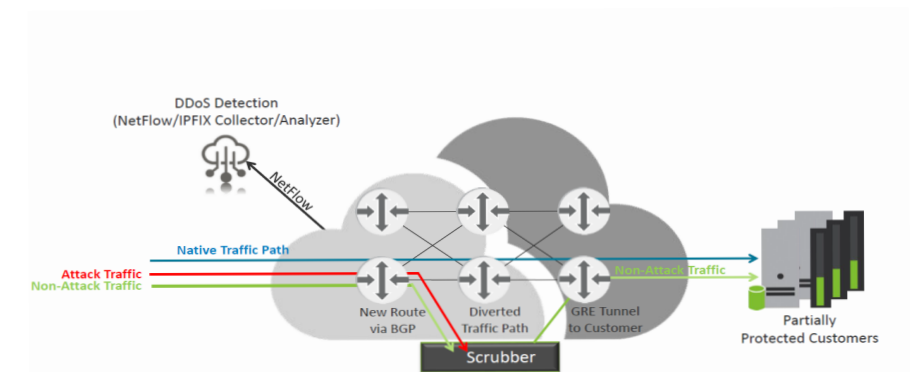 DDoS Detection
(NetFlow/IPFIX Collector/Analyzer)
NetFlow
Native Traffic Path
Attack Traffic
Non-Attack Traffic
Non-Attack Traffic
New Route
via BGP
Diverted
Traffic Path
GRE Tunnel
to Customer
Scrubber
Partially
Protected Customers